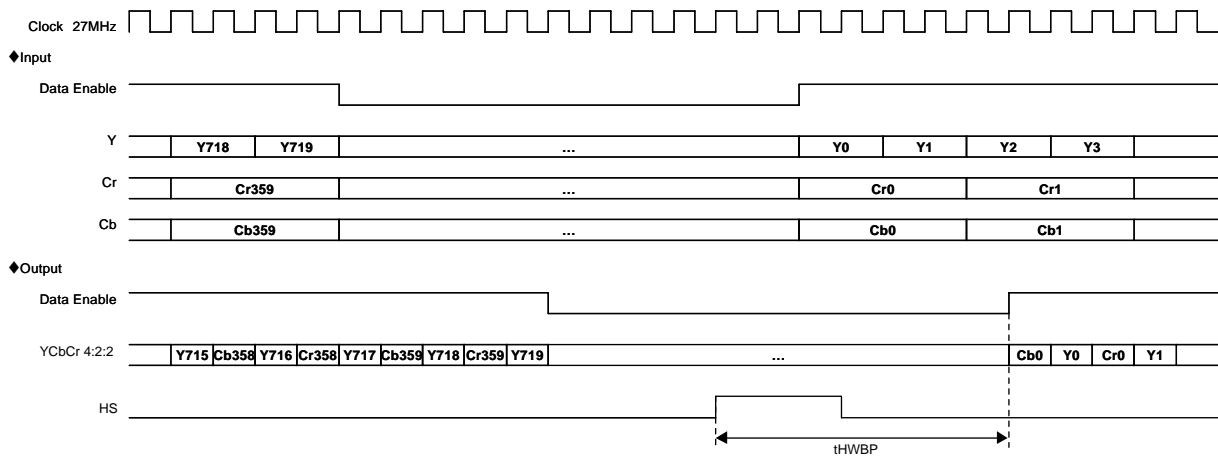 Clock 27MHz
◆Input
Data Enable
Y Y718 Y719 ... Y0 Y1 Y2 Y3
Cr Cr359 ... Cr0 Cr1
Cb Cb359 ... Cb0 Cb1
◆Output
Data Enable
YCbCr 4:2:2 Y715 Cb358 Y716 Cr358 Y717 Cb359 Y718 Cr359 Y719 ... Cb0 Y0 Cr0 Y1
HS
tHWBP